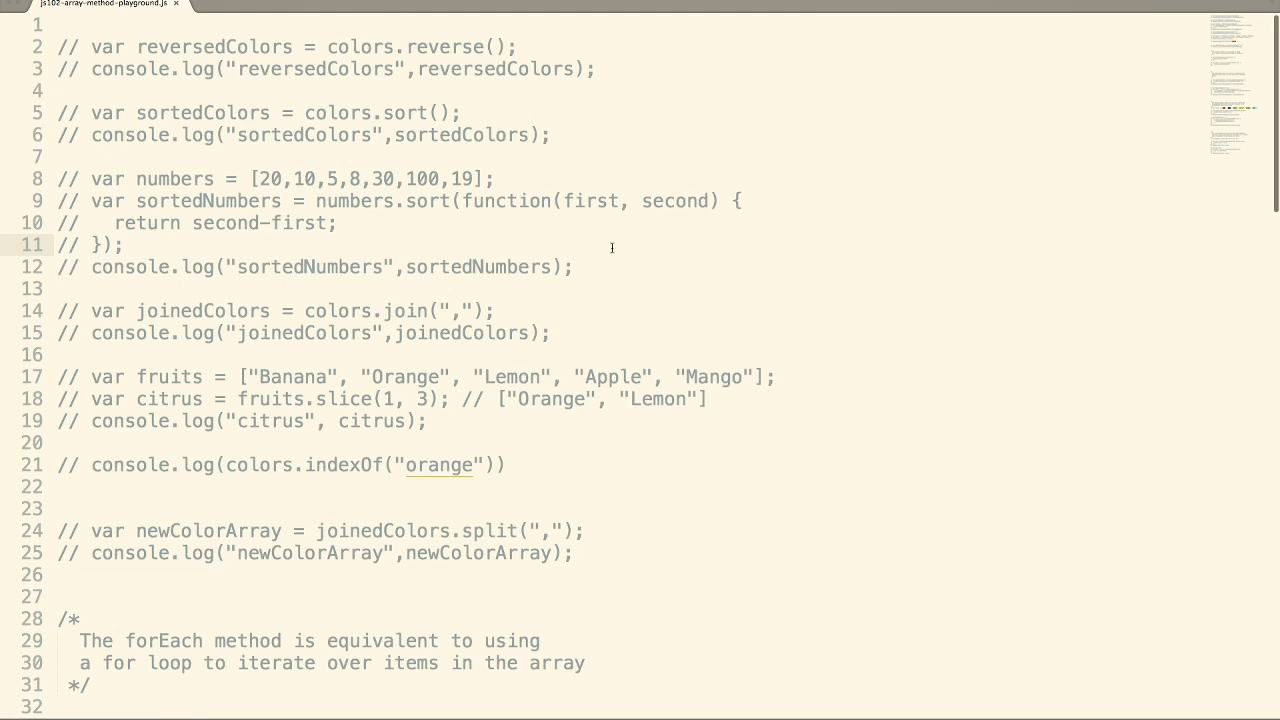 js102-array-method-playground.js ×
1
2 // var reversedColors = colors.reverse();
3 // console.log("reversedColors",reversedColors);
4
5 // var sortedColors = colors.sort();
6 // console.log("sortedColors",sortedColors);
7
8 // var numbers = [20,10,5,8,30,100,19];
9 // var sortedNumbers = numbers.sort(function(first, second) {
10 //   return second-first;
11 // });
12 // console.log("sortedNumbers",sortedNumbers);
13
14 // var joinedColors = colors.join(",");
15 // console.log("joinedColors",joinedColors);
16
17 // var fruits = ["Banana", "Orange", "Lemon", "Apple", "Mango"];
18 // var citrus = fruits.slice(1, 3); // ["Orange", "Lemon"]
19 // console.log("citrus", citrus);
20
21 // console.log(colors.indexOf("orange"))
22
23
24 // var newColorArray = joinedColors.split(",");
25 // console.log("newColorArray",newColorArray);
26
27
28 /*
29   The forEach method is equivalent to using
30   a for loop to iterate over items in the array
31  */
32